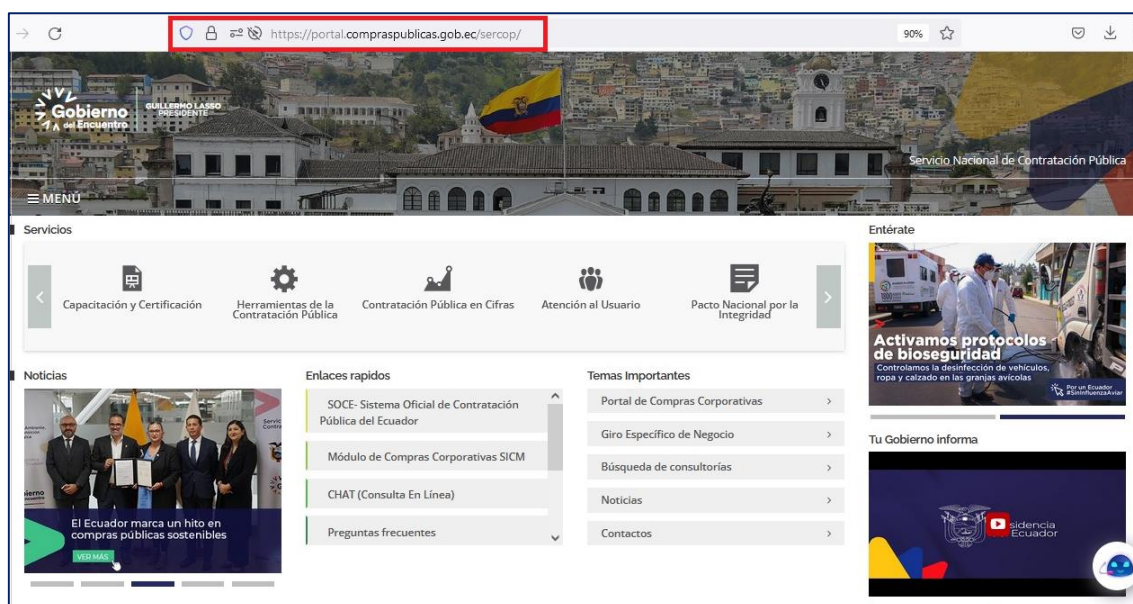 https://portal.compraspublicas.gob.ec/sercop/
90%
Gobierno
del Encuentro
GUILLERMO LASSO
PRESIDENTE
Servicio Nacional de Contratación Pública
MENÚ
Servicios
Capacitación y Certificación
Herramientas de la
Contratación Pública
Contratación Pública en Cifras
Atención al Usuario
Pacto Nacional por la
Integridad
Entérate
Activamos protocolos
de bioseguridad
Controlamos la desinfección de vehículos,
ropa y calzado en las granjas avícolas
Por un Ecuador
#SinInfluenzaAviar
Noticias
El Ecuador marca un hito en
compras públicas sostenibles
VER MÁS
Enlaces rapidos
SOCE- Sistema Oficial de Contratación
Pública del Ecuador
Módulo de Compras Corporativas SICM
CHAT (Consulta En Línea)
Preguntas frecuentes
Temas Importantes
Portal de Compras Corporativas
Giro Específico de Negocio
Búsqueda de consultorías
Noticias
Contactos
Tu Gobierno informa
sidencia
Ecuador